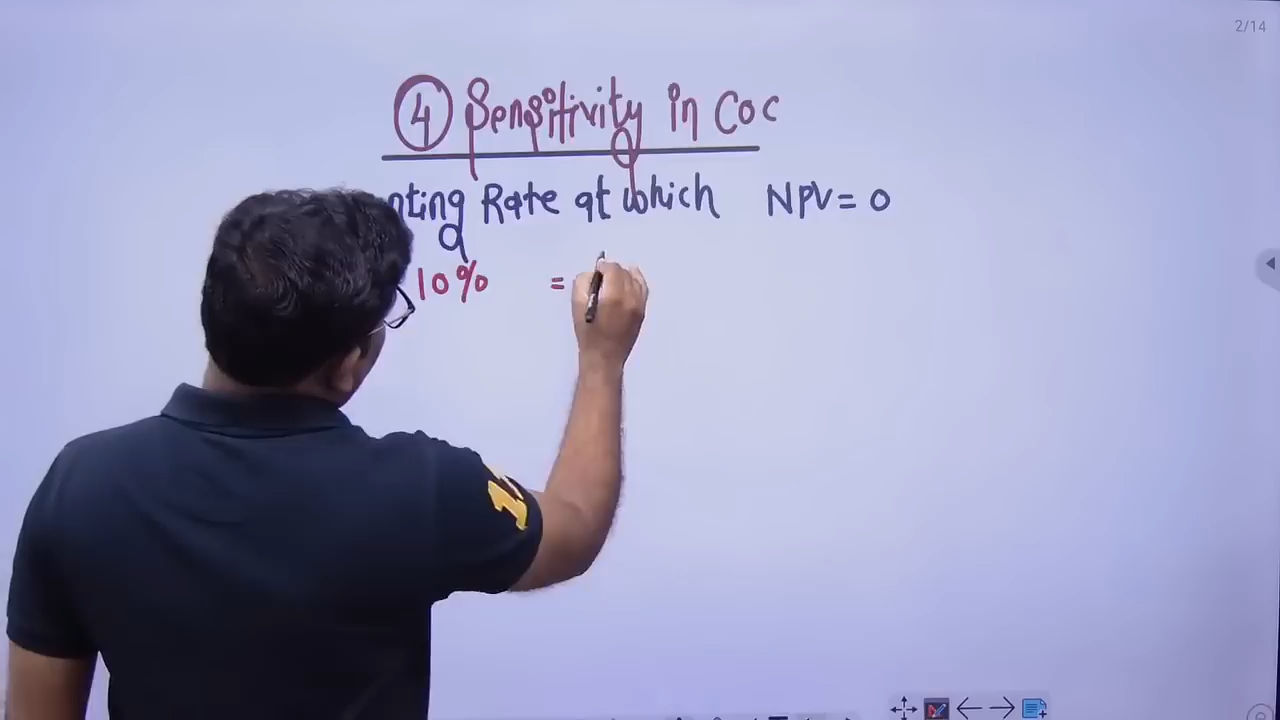 2/14
④ Sensitivity in CoC
nting Rate at which NPV = 0
10% =